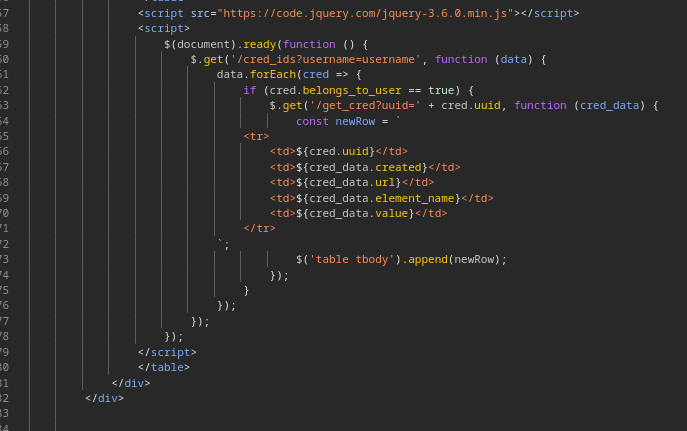 57 <script src="https://code.jquery.com/jquery-3.6.0.min.js"></script>
58 <script>
59 $(document).ready(function () {
60 $.get('/cred_ids?username=username', function (data) {
61 data.forEach(cred => {
62 if (cred.belongs_to_user == true) {
63 $.get('/get_cred?uuid=' + cred.uuid, function (cred_data) {
64 const newRow = `
65 <tr>
66 <td>${cred.uuid}</td>
67 <td>${cred_data.created}</td>
68 <td>${cred_data.url}</td>
69 <td>${cred_data.element_name}</td>
70 <td>${cred_data.value}</td>
71 </tr>
72 `;
73 $('table tbody').append(newRow);
74 });
75 }
76 });
77 });
78 });
79 </script>
80 </table>
81 </div>
82 </div>
83
84